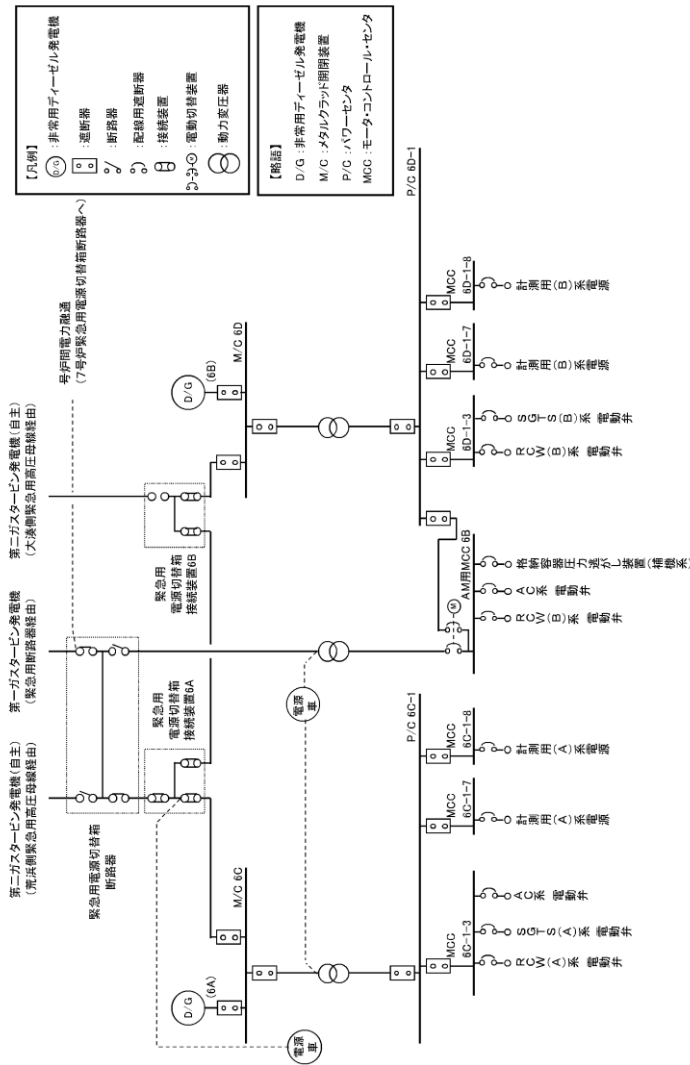 【凡例】
D/G
:非常用ディーゼル発電機
:遮断器
:断路器
:配線用遮断器
:接続装置
M
:電動切替装置
:動力変圧器
【略語】
D/G :非常用ディーゼル発電機
M/C :メタルクラッド開閉装置
P/C :パワーセンタ
MCC :モータ・コントロール・センタ
第二ガスタービン発電機(自主)
(荒浜側緊急用高圧母線経由)
第一ガスタービン発電機
(緊急用断路器経由)
第二ガスタービン発電機(自主)
(大湊側緊急用高圧母線経由)
号炉間電力融通
(7号炉緊急用電源切替箱断路器へ)
緊急用電源切替箱
断路器
緊急用
電源切替箱
接続装置6A
緊急用
電源切替箱
接続装置6B
D/G
(6A)
M/C 6C
D/G
(6B)
M/C 6D
電源
車
電源
車
M
P/C 6C-1
P/C 6D-1
MCC
6C-1-3
MCC
6C-1-7
MCC
6C-1-8
AM用MCC 6B
MCC
6D-1-3
MCC
6D-1-7
MCC
6D-1-8
RCW(A)系 電動弁
SGTS(A)系 電動弁
AC系 電動弁
計測用(A)系電源
計測用(A)系電源
RCW(B)系 電動弁
AC系 電動弁
格納容器圧力逃がし装置(補機系)
RCW(B)系 電動弁
SGTS(B)系 電動弁
計測用(B)系電源
計測用(B)系電源